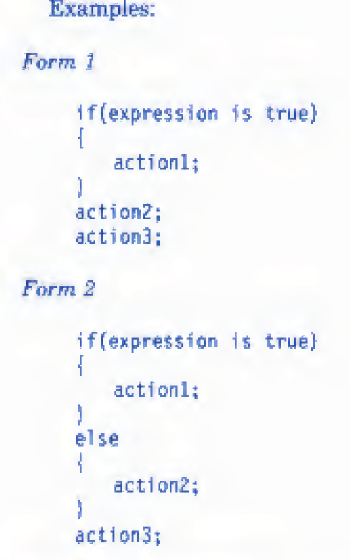 Examples:
Form 1
if(expression is true)
{
action1;
}
action2;
action3;
Form 2
if(expression is true)
{
action1;
}
else
{
action2;
}
action3;